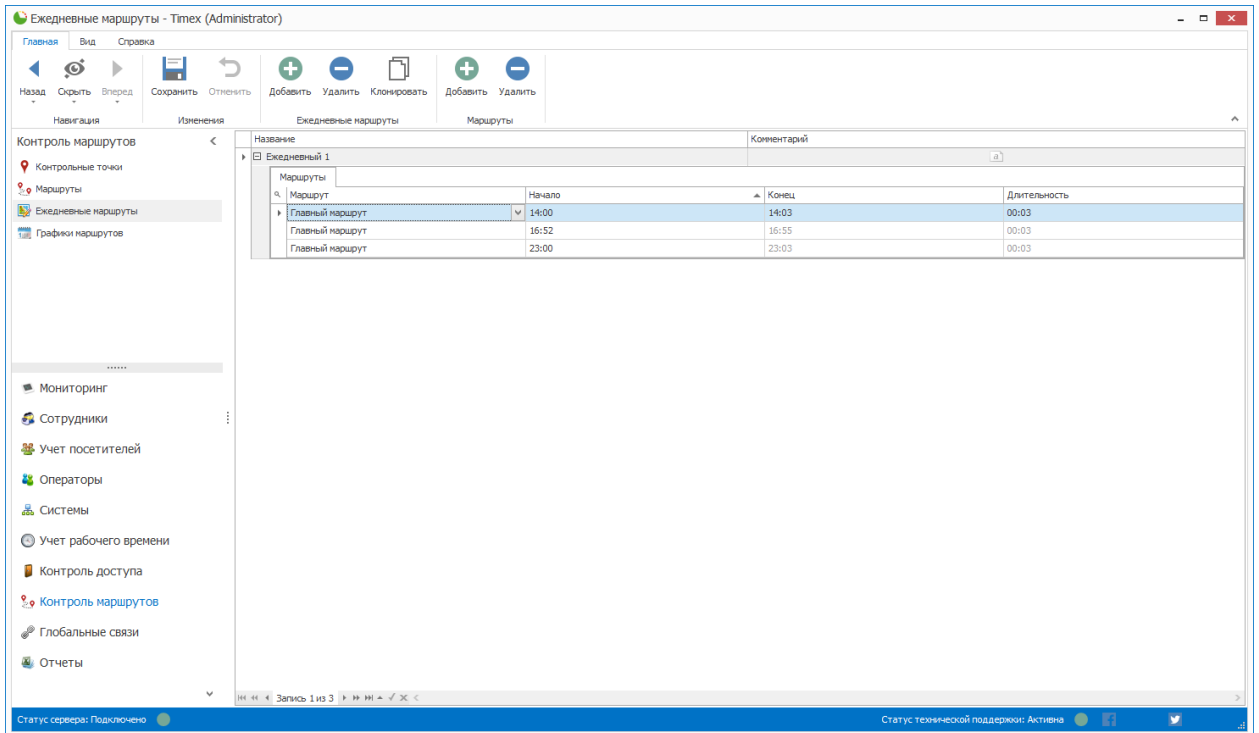 Ежедневные маршруты - Timex (Administrator)
Главная Вид Справка
Назад Скрыть Вперед Сохранить Отменить Добавить Удалить Клонировать Добавить Удалить
Навигация Изменения Ежедневные маршруты Маршруты
Контроль маршрутов
Контрольные точки
Маршруты
Ежедневные маршруты
Графики маршрутов
Название Комментарий
Ежедневный 1 a
Маршруты
Маршрут Начало Конец Длительность
Главный маршрут 14:00 14:03 00:03
Главный маршрут 16:52 16:55 00:03
Главный маршрут 23:00 23:03 00:03
Мониторинг
Сотрудники
Учет посетителей
Операторы
Системы
Учет рабочего времени
Контроль доступа
Контроль маршрутов
Глобальные связи
Отчеты
Запись 1 из 3
Статус сервера: Подключено Статус технической поддержки: Активна